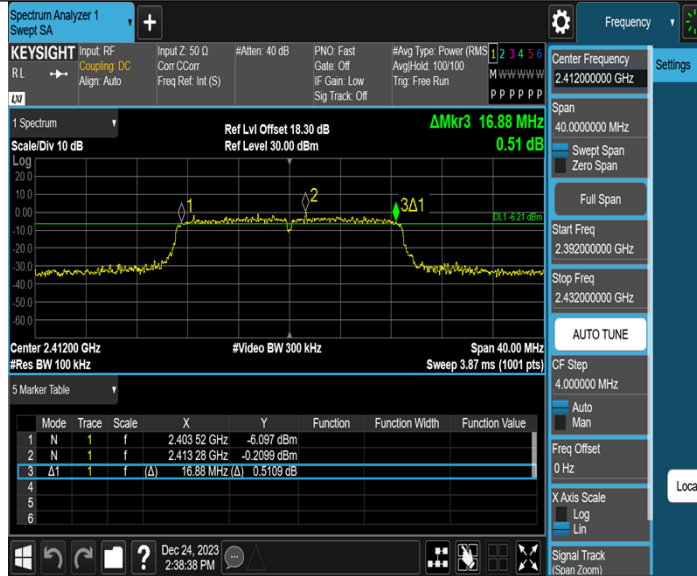 Spectrum Analyzer 1
Swept SA
+
Frequency
KEYSIGHT
RL
Input: RF
Coupling: DC
Align: Auto
Input Z: 50 Ω
Corr CCorr
Freq Ref: Int (S)
#Atten: 40 dB
PNO: Fast
Gate: Off
IF Gain: Low
Sig Track: Off
#Avg Type: Power (RMS
Avg|Hold: 100/100
Trig: Free Run
1 2 3 4 5 6
M W W W W W
P P P P P P
LXI
1 Spectrum
Scale/Div 10 dB
Ref Lvl Offset 18.30 dB
Ref Level 30.00 dBm
ΔMkr3 16.88 MHz
0.51 dB
Log
20.0
10.0
0.00
-10.0
-20.0
-30.0
-40.0
-50.0
-60.0
1
2
3Δ1
DL1 -6.21 dBm
Center 2.41200 GHz
#Video BW 300 kHz
Span 40.00 MHz
#Res BW 100 kHz
Sweep 3.87 ms (1001 pts)
5 Marker Table
Mode Trace Scale X Y Function Function Width Function Value
1 N 1 f 2.403 52 GHz -6.097 dBm
2 N 1 f 2.413 28 GHz -0.2099 dBm
3 Δ1 1 f (Δ) 16.88 MHz (Δ) 0.5109 dB
4
5
6
?
Dec 24, 2023
2:38:38 PM
Center Frequency
2.412000000 GHz
Settings
Span
40.0000000 MHz
Swept Span
Zero Span
Full Span
Start Freq
2.392000000 GHz
Stop Freq
2.432000000 GHz
AUTO TUNE
CF Step
4.000000 MHz
Auto
Man
Freq Offset
0 Hz
X Axis Scale
Log
Lin
Signal Track
(Span Zoom)
Loca